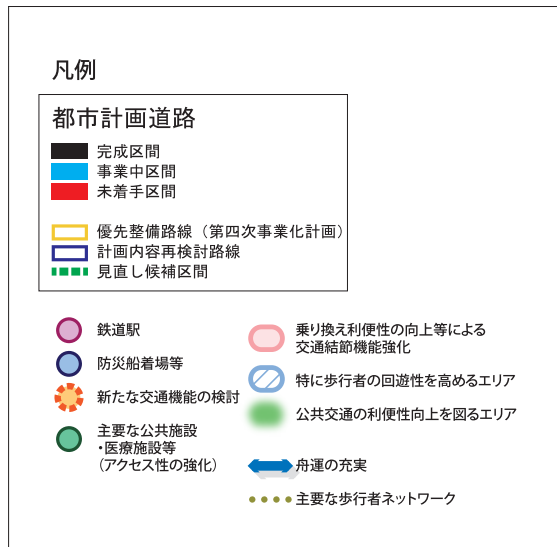 凡例
都市計画道路
完成区間
事業中区間
未着手区間
優先整備路線（第四次事業化計画）
計画内容再検討路線
見直し候補区間
鉄道駅
防災船着場等
新たな交通機能の検討
主要な公共施設
・医療施設等
（アクセス性の強化）
乗り換え利便性の向上等による
交通結節機能強化
特に歩行者の回遊性を高めるエリア
公共交通の利便性向上を図るエリア
舟運の充実
主要な歩行者ネットワーク